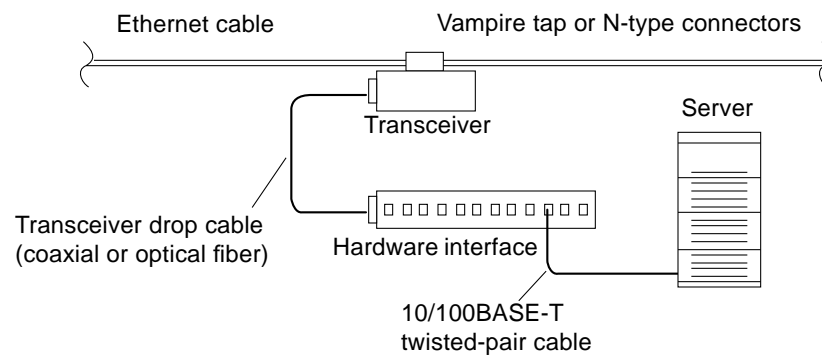 Ethernet cable
Vampire tap or N-type connectors
Transceiver
Server
Transceiver drop cable
(coaxial or optical fiber)
Hardware interface
10/100BASE-T
twisted-pair cable